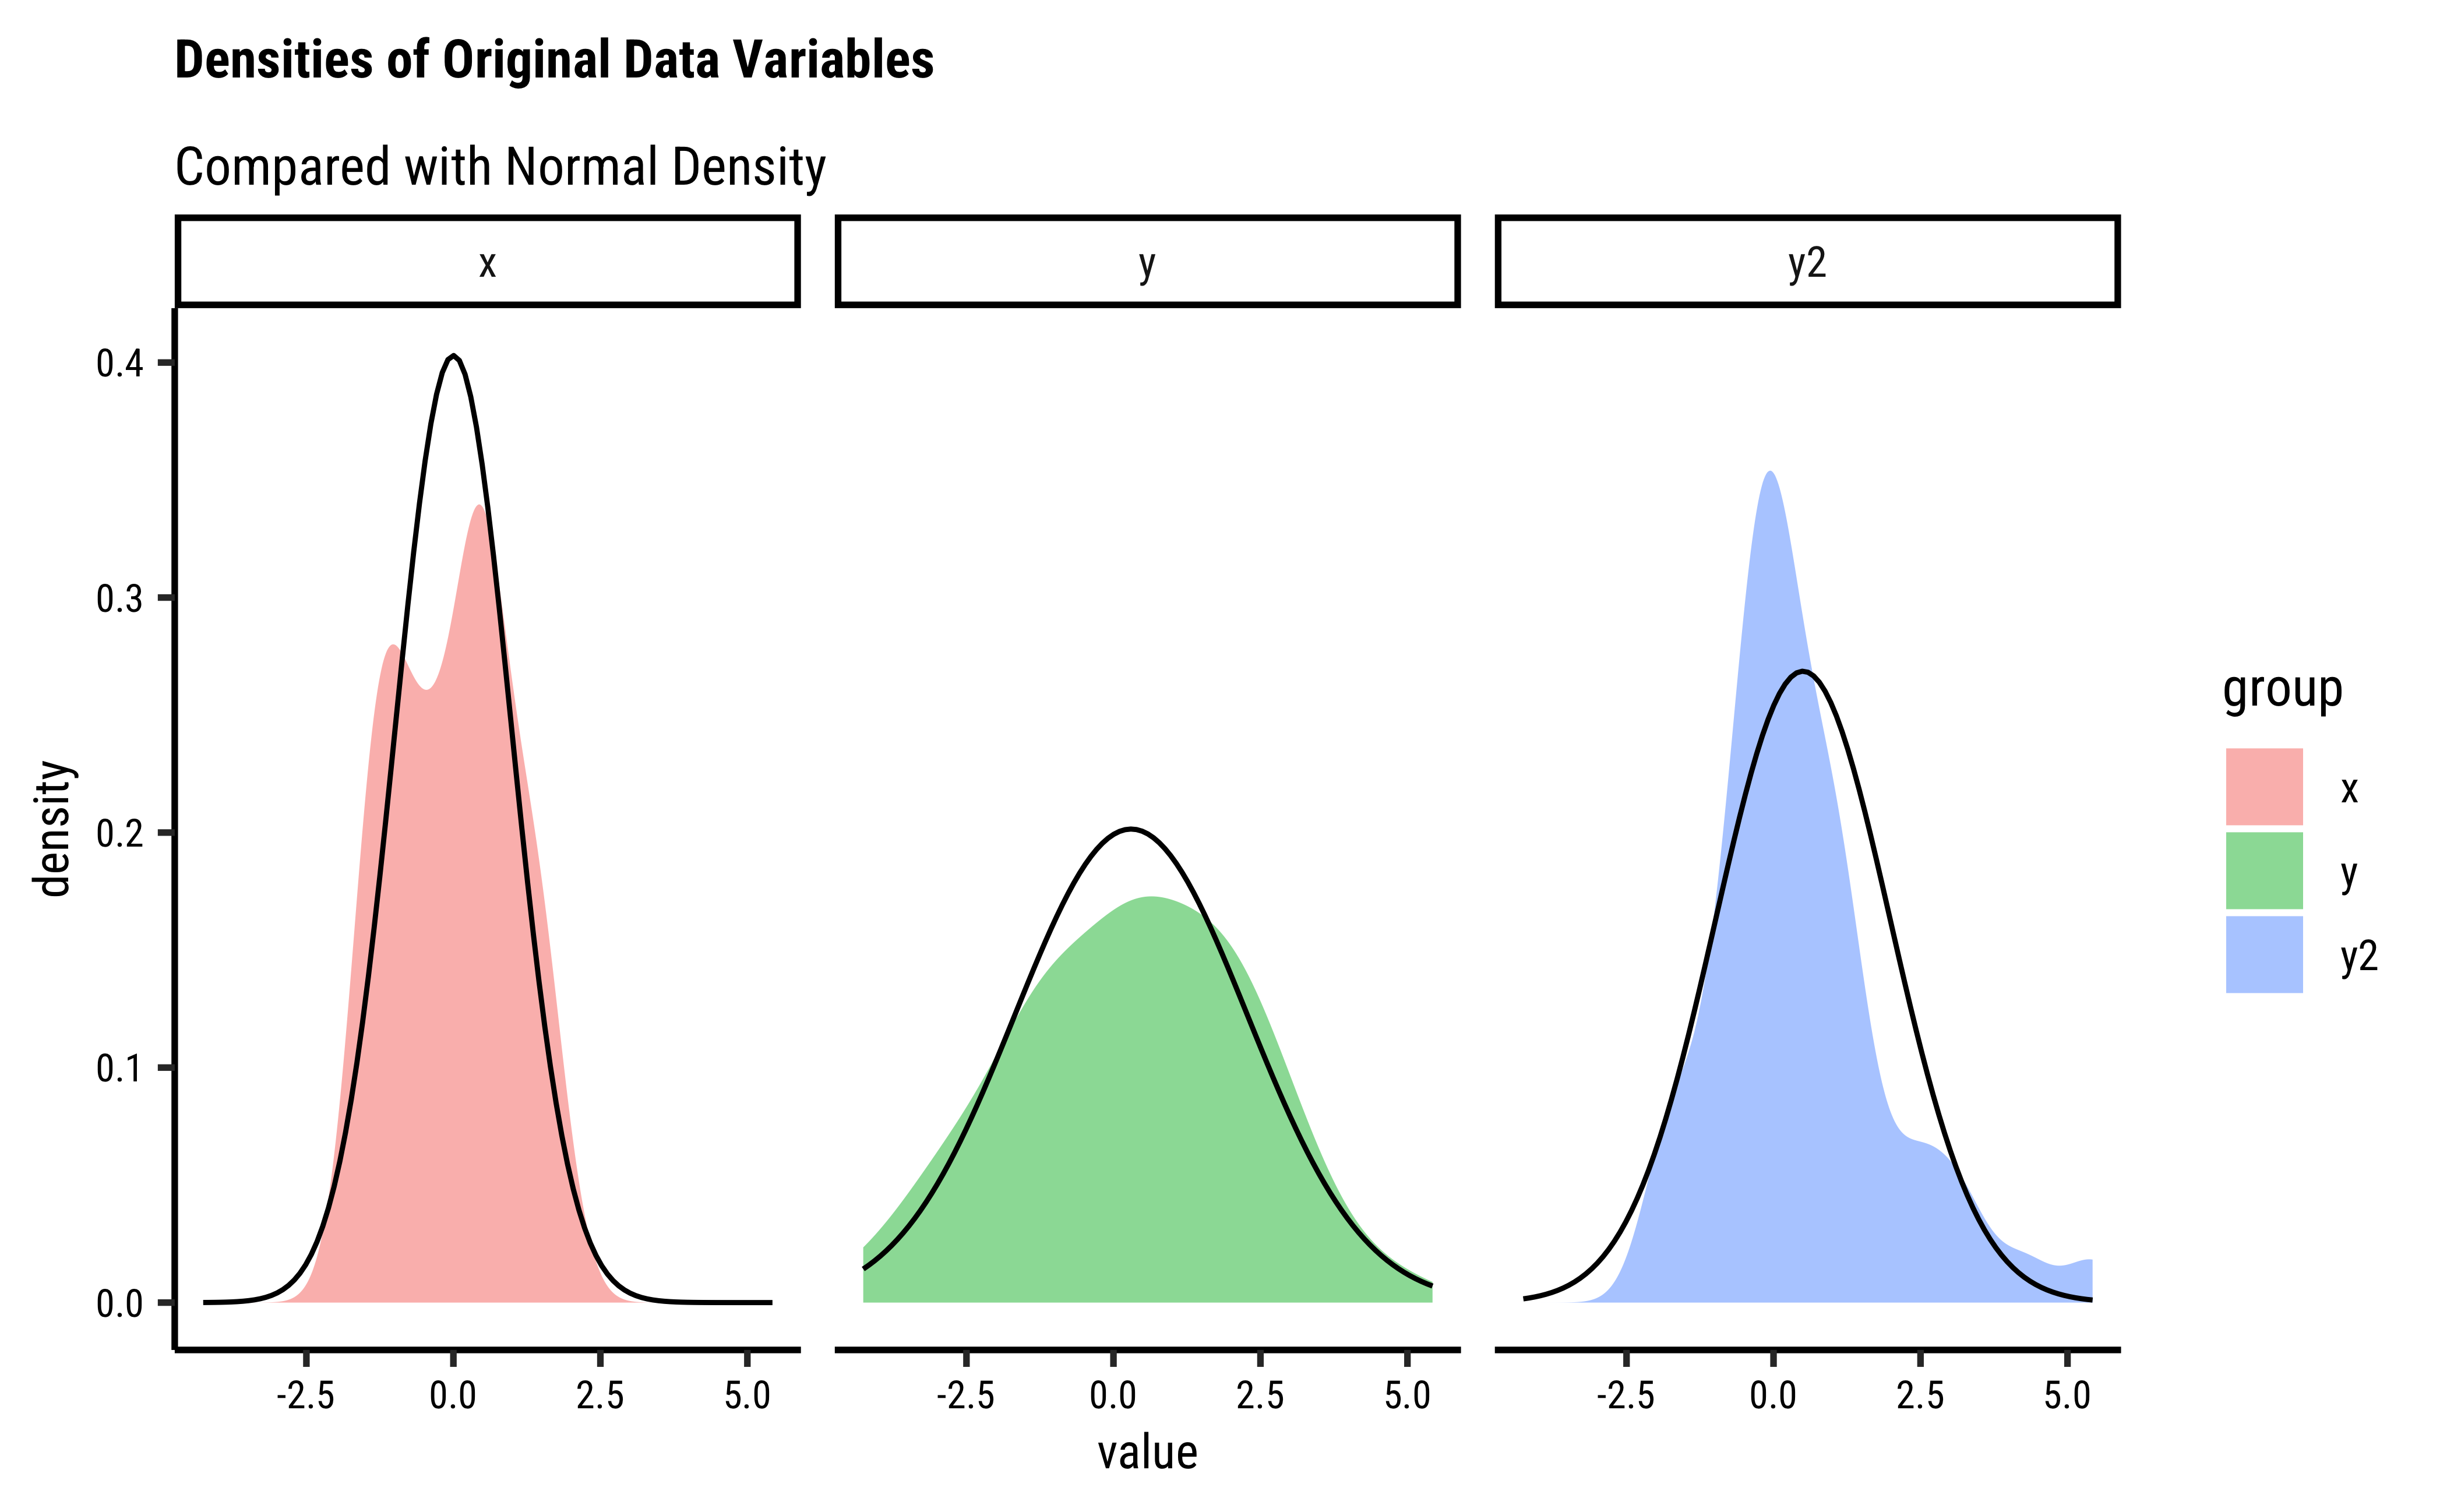 Densities of Original Data Variables
Compared with Normal Density
x
y
y2
density
0.4
0.3
0.2
0.1
0.0
-2.5 0.0 2.5 5.0
-2.5 0.0 2.5 5.0
-2.5 0.0 2.5 5.0
value
group
x
y
y2